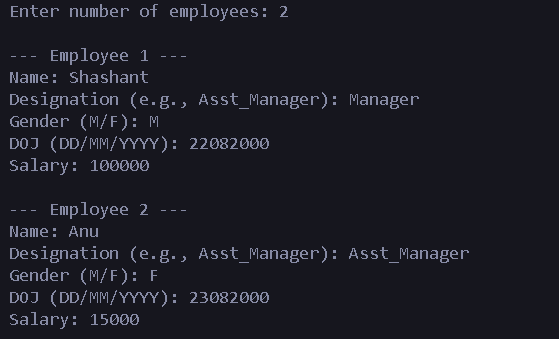 Enter number of employees: 2
--- Employee 1 ---
Name: Shashant
Designation (e.g., Asst_Manager): Manager
Gender (M/F): M
DOJ (DD/MM/YYYY): 22082000
Salary: 100000
--- Employee 2 ---
Name: Anu
Designation (e.g., Asst_Manager): Asst_Manager
Gender (M/F): F
DOJ (DD/MM/YYYY): 23082000
Salary: 15000